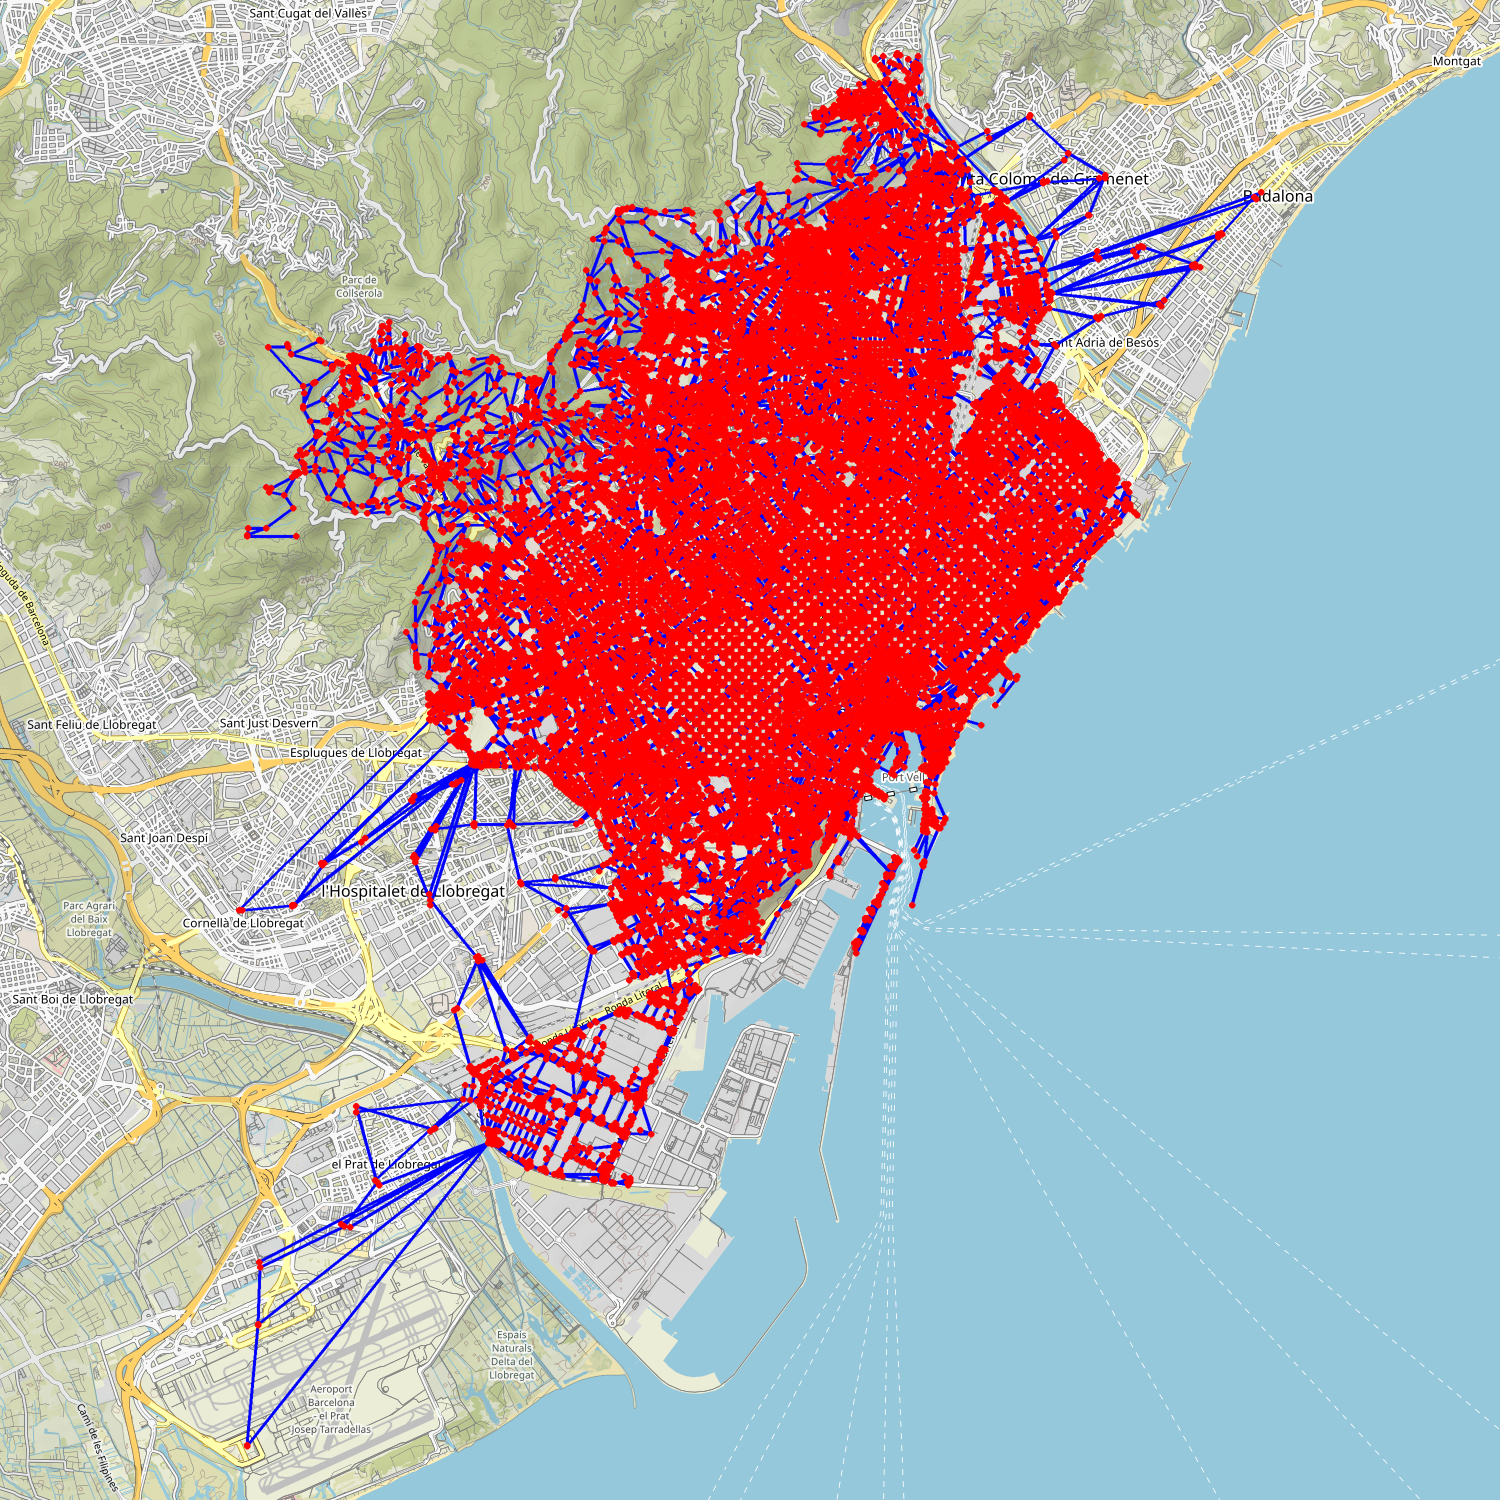 Sant Cugat del Vallès
Montgat
Badalona
Parc de
Collserola
200
Sant Adrià de Besòs
200
200
Sant Feliu de Llobregat
Sant Just Desvern
Esplugues de Llobregat
Port Vell
Sant Joan Despí
l'Hospitalet de Llobregat
Parc Agrari
del Baix
Llobregat
Cornellà de Llobregat
Sant Boi de Llobregat
Ronda Litoral
el Prat de Llobregat
Espais
Naturals
Delta del
Llobregat
Aeroport
Barcelona
el Prat
Josep Tarradellas
Camí de les Filipines